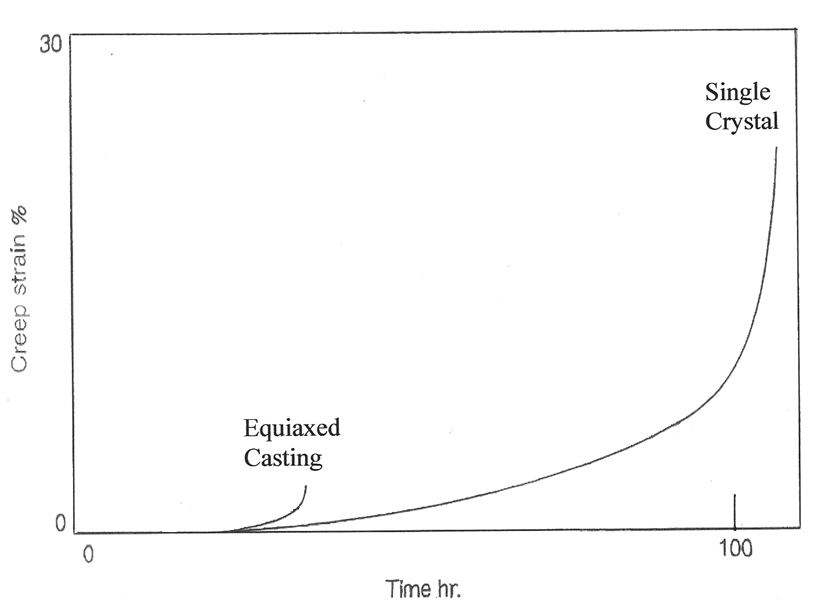 30
Single
Crystal
Creep strain %
Equiaxed
Casting
0
0
100
Time hr.